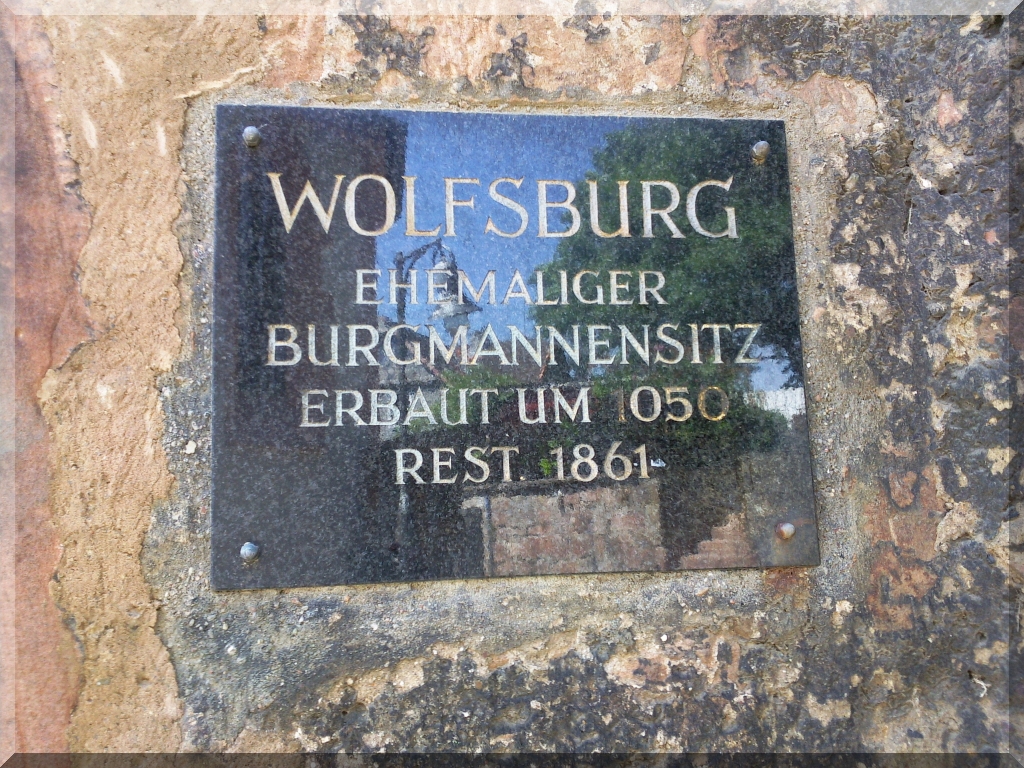 WOLFSBURG
EHEMALIGER
BURGMANNENSITZ
ERBAUT UM 1050
REST. 1861